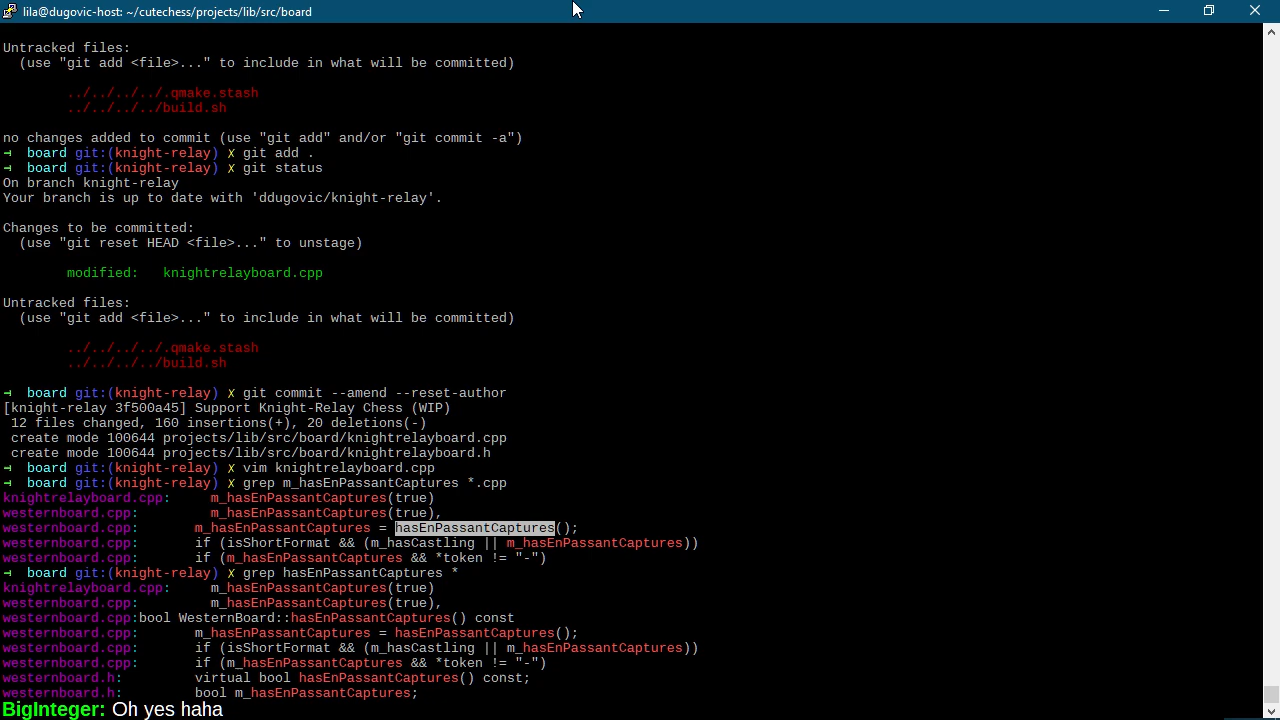 lila@dugovic-host: ~/cutechess/projects/lib/src/board
Untracked files:
  (use "git add <file>..." to include in what will be committed)
        ../../../../.qmake.stash
        ../../../../build.sh
no changes added to commit (use "git add" and/or "git commit -a")
→  board git:(knight-relay) ✗ git add .
→  board git:(knight-relay) ✗ git status
On branch knight-relay
Your branch is up to date with 'ddugovic/knight-relay'.
Changes to be committed:
  (use "git reset HEAD <file>..." to unstage)
        modified:   knightrelayboard.cpp
Untracked files:
  (use "git add <file>..." to include in what will be committed)
        ../../../../.qmake.stash
        ../../../../build.sh
→  board git:(knight-relay) ✗ git commit --amend --reset-author
[knight-relay 3f500a45] Support Knight-Relay Chess (WIP)
 12 files changed, 160 insertions(+), 20 deletions(-)
 create mode 100644 projects/lib/src/board/knightrelayboard.cpp
 create mode 100644 projects/lib/src/board/knightrelayboard.h
→  board git:(knight-relay) ✗ vim knightrelayboard.cpp
→  board git:(knight-relay) ✗ grep m_hasEnPassantCaptures *.cpp
knightrelayboard.cpp:     m_hasEnPassantCaptures(true)
westernboard.cpp:         m_hasEnPassantCaptures(true),
westernboard.cpp:       m_hasEnPassantCaptures = hasEnPassantCaptures();
westernboard.cpp:       if (isShortFormat && (m_hasCastling || m_hasEnPassantCaptures))
westernboard.cpp:       if (m_hasEnPassantCaptures && *token != "-")
→  board git:(knight-relay) ✗ grep hasEnPassantCaptures *
knightrelayboard.cpp:     m_hasEnPassantCaptures(true)
westernboard.cpp:         m_hasEnPassantCaptures(true),
westernboard.cpp:bool WesternBoard::hasEnPassantCaptures() const
westernboard.cpp:       m_hasEnPassantCaptures = hasEnPassantCaptures();
westernboard.cpp:       if (isShortFormat && (m_hasCastling || m_hasEnPassantCaptures))
westernboard.cpp:       if (m_hasEnPassantCaptures && *token != "-")
westernboard.h:         virtual bool hasEnPassantCaptures() const;
westernboard.h:         bool m_hasEnPassantCaptures;
BigInteger: Oh yes haha